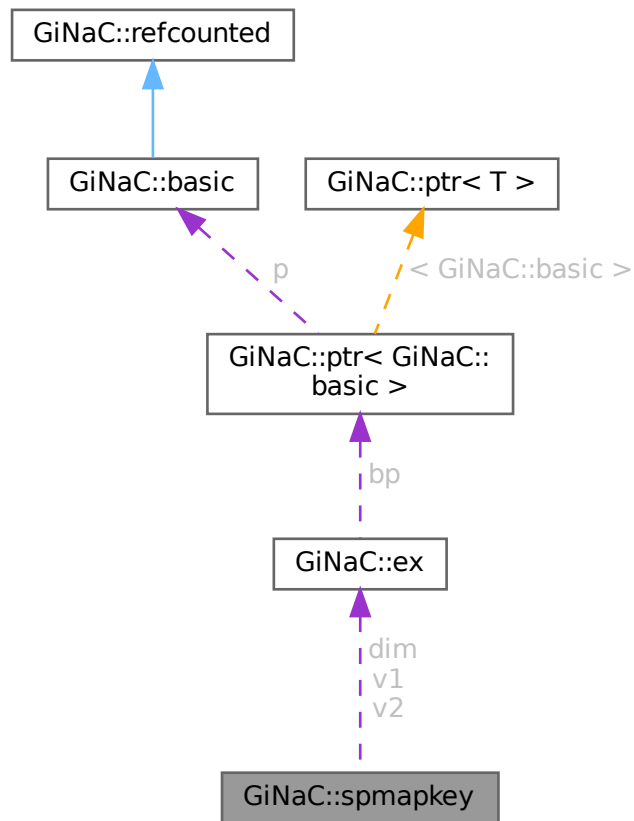 GiNaC::refcounted
GiNaC::basic
GiNaC::ptr< T >
p
< GiNaC::basic >
GiNaC::ptr< GiNaC::
basic >
bp
GiNaC::ex
dim
v1
v2
GiNaC::spmapkey